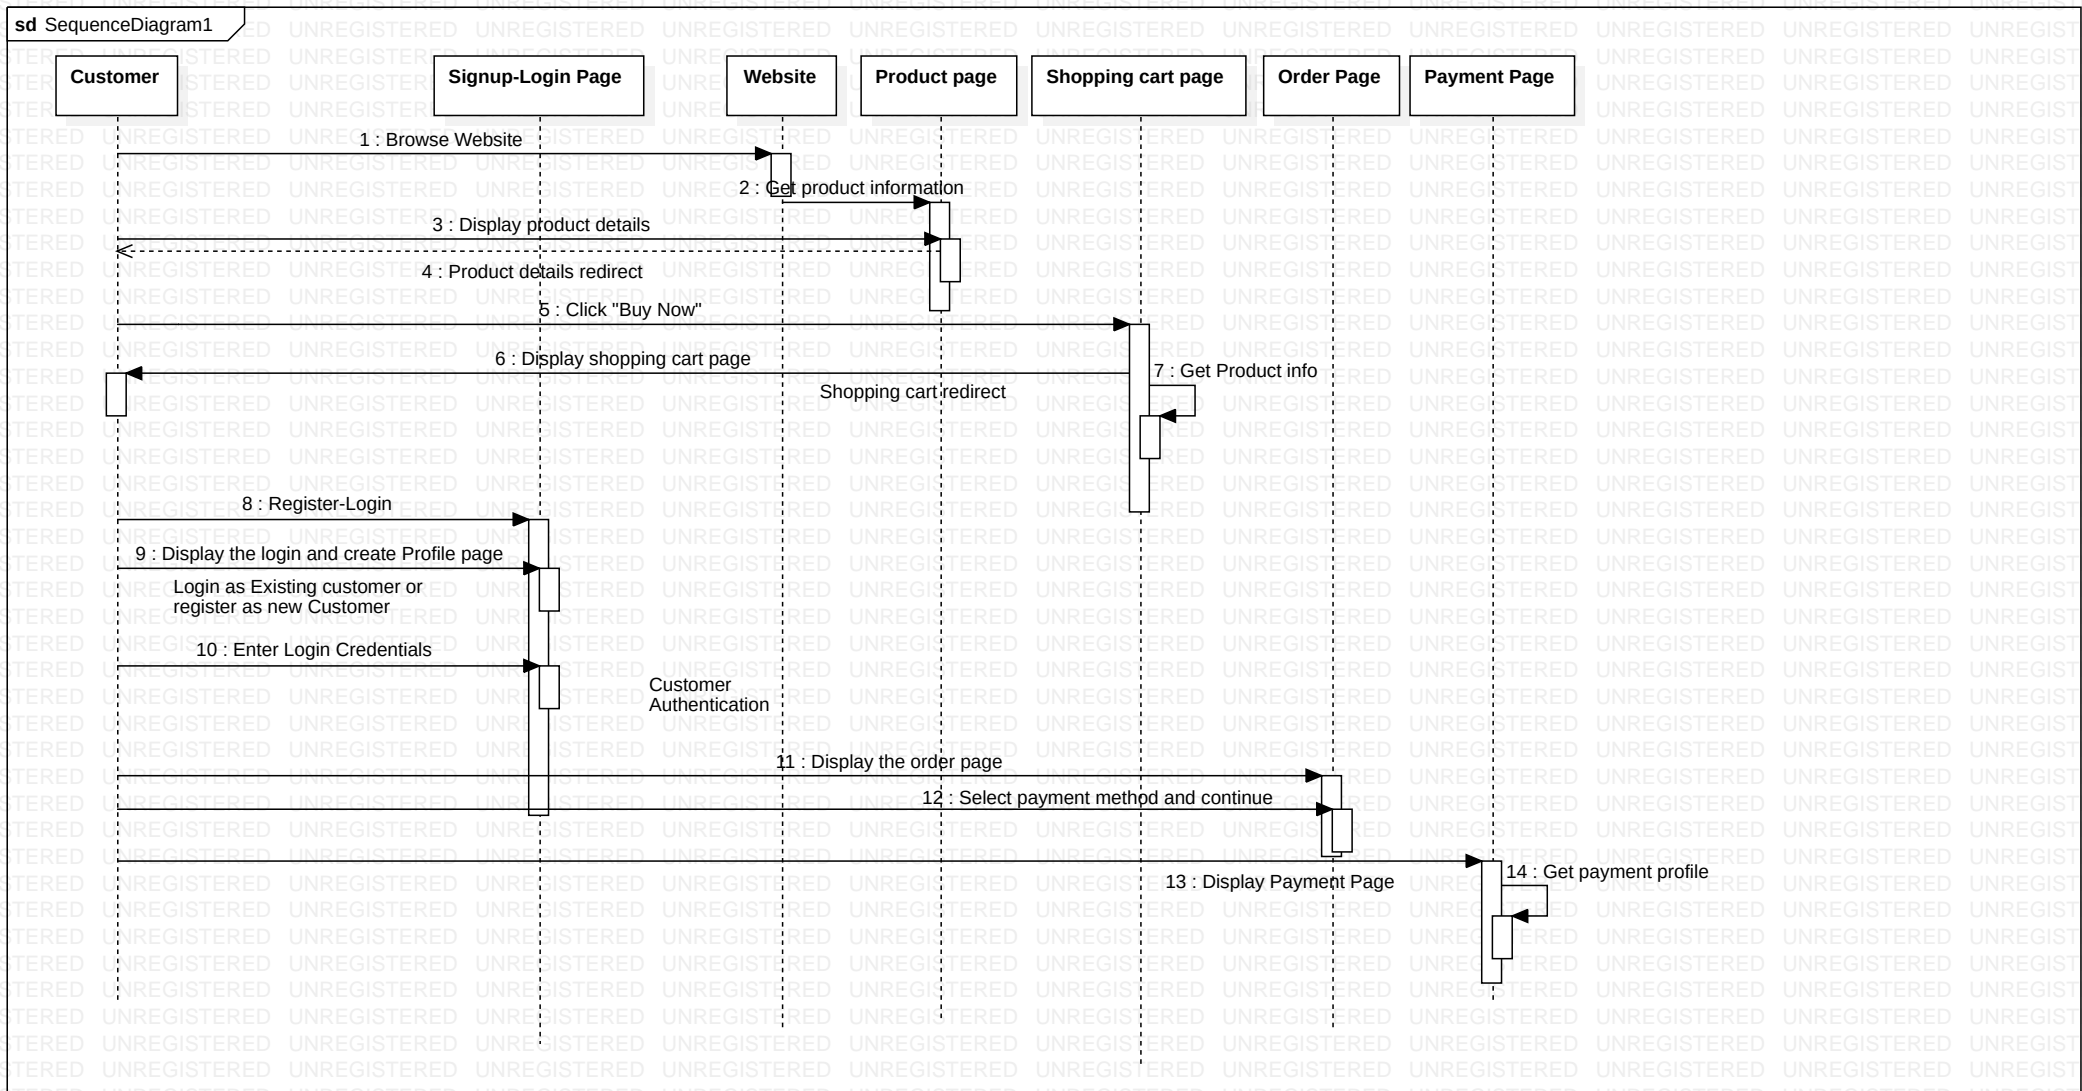 sd SequenceDiagram1
Customer
Signup-Login Page
Website
Product page
Shopping cart page
Order Page
Payment Page
1 : Browse Website
2 : Get product information
3 : Display product details
4 : Product details redirect
5 : Click "Buy Now"
6 : Display shopping cart page
7 : Get Product info
Shopping cart redirect
8 : Register-Login
9 : Display the login and create Profile page
Login as Existing customer or
register as new Customer
10 : Enter Login Credentials
Customer
Authentication
11 : Display the order page
12 : Select payment method and continue
13 : Display Payment Page
14 : Get payment profile
UNREGISTERED